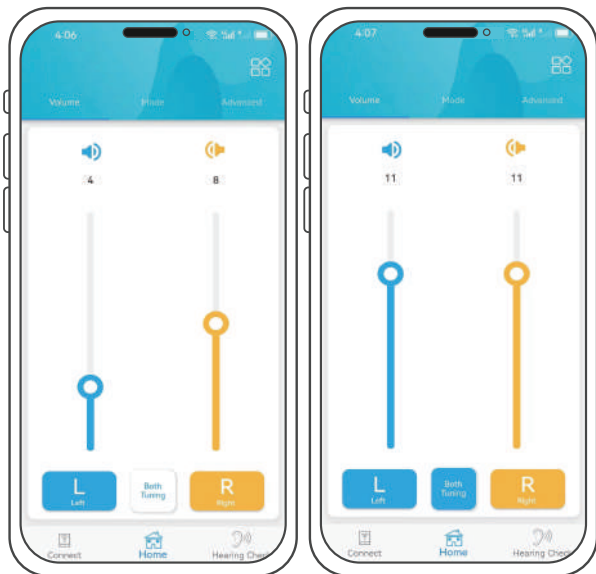 4:06
Volume Mode Advanced
4 8
L
Left
Both
Tuning
R
Right
Connect Home Hearing Check
4:07
Volume Mode Advanced
11 11
L
Left
Both
Tuning
R
Right
Connect Home Hearing Check